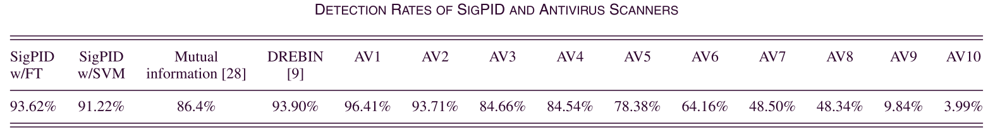 DETECTION RATES OF SIGPID AND ANTIVIRUS SCANNERS
SigPID SigPID Mutual DREBIN AV1 AV2 AV3 AV4 AV5 AV6 AV7 AV8 AV9 AV10
w/FT w/SVM information [28] [9]
93.62% 91.22% 86.4% 93.90% 96.41% 93.71% 84.66% 84.54% 78.38% 64.16% 48.50% 48.34% 9.84% 3.99%